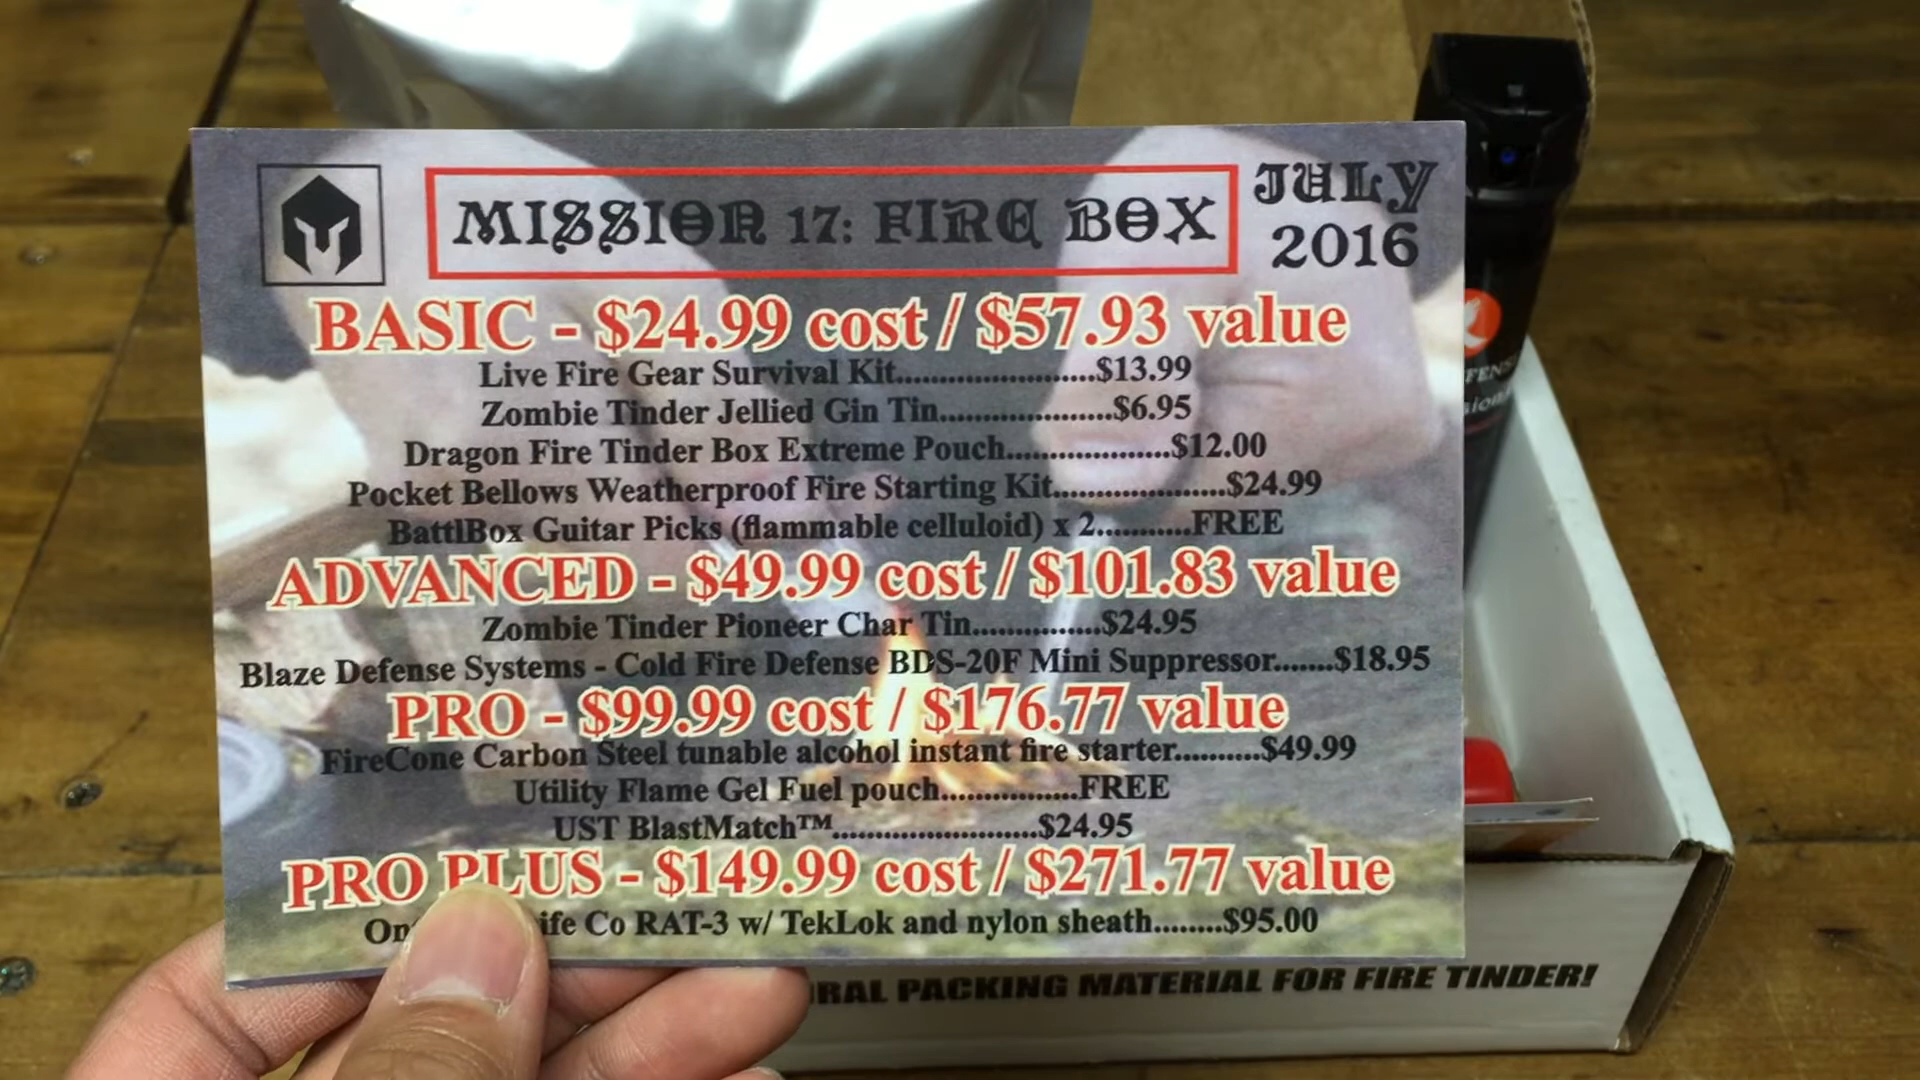 MISSION 17: FIRE BOX
JULY
2016
BASIC - $24.99 cost / $57.93 value
Live Fire Gear Survival Kit......................$13.99
Zombie Tinder Jellied Gin Tin...................$6.95
Dragon Fire Tinder Box Extreme Pouch...................$12.00
Pocket Bellows Weatherproof Fire Starting Kit....................$24.99
BattlBox Guitar Picks (flammable celluloid) x 2...........FREE
ADVANCED - $49.99 cost / $101.83 value
Zombie Tinder Pioneer Char Tin..............$24.95
Blaze Defense Systems - Cold Fire Defense BDS-20F Mini Suppressor.......$18.95
PRO - $99.99 cost / $176.77 value
FireCone Carbon Steel tunable alcohol instant fire starter..........$49.99
Utility Flame Gel Fuel pouch................FREE
UST BlastMatch™........................$24.95
PRO PLUS - $149.99 cost / $271.77 value
Co RAT-3 w/ TekLok and nylon sheath........$95.00
PACKING MATERIAL FOR FIRE TINDER!